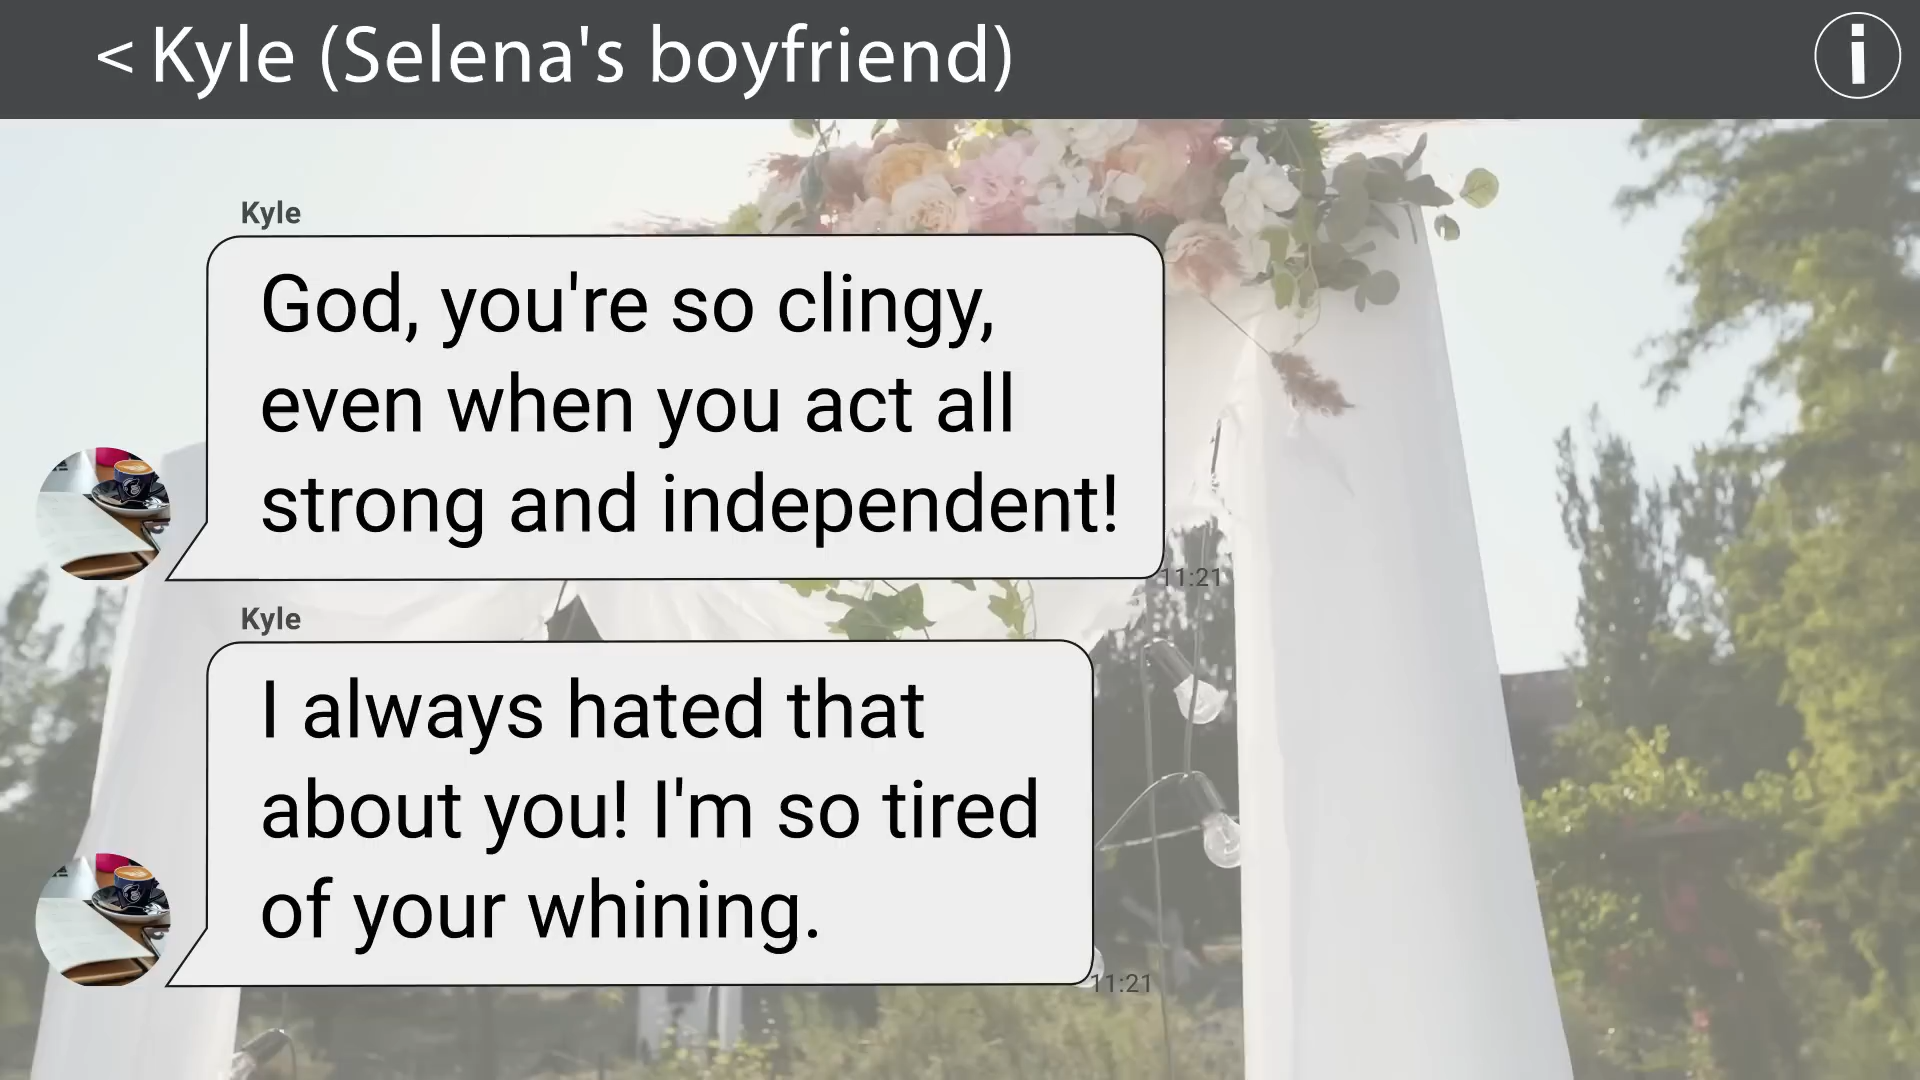 < Kyle (Selena's boyfriend)
i
Kyle
God, you're so clingy,
even when you act all
strong and independent!
11:21
Kyle
I always hated that
about you! I'm so tired
of your whining.
11:21